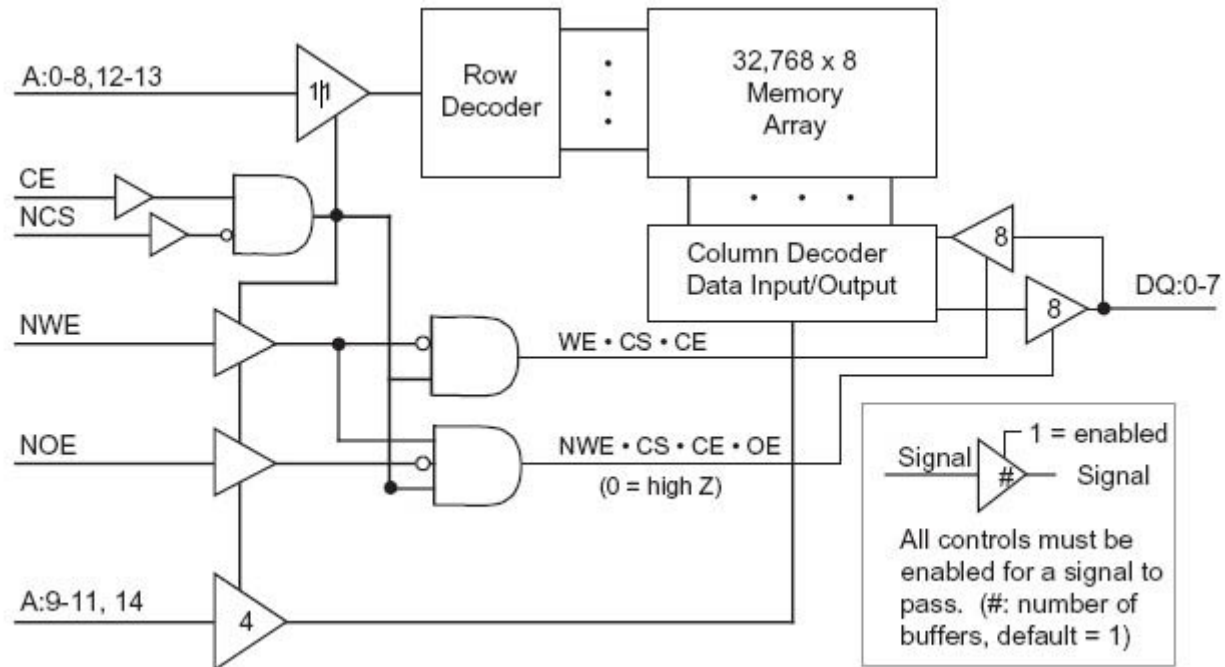 A:0-8,12-13
11
Row
Decoder
32,768 x 8
Memory
Array
CE
NCS
Column Decoder
Data Input/Output
8
8
DQ:0-7
NWE
WE • CS • CE
NOE
NWE • CS • CE • OE
(0 = high Z)
A:9-11, 14
4
1 = enabled
Signal
#
Signal
All controls must be
enabled for a signal to
pass. (#: number of
buffers, default = 1)